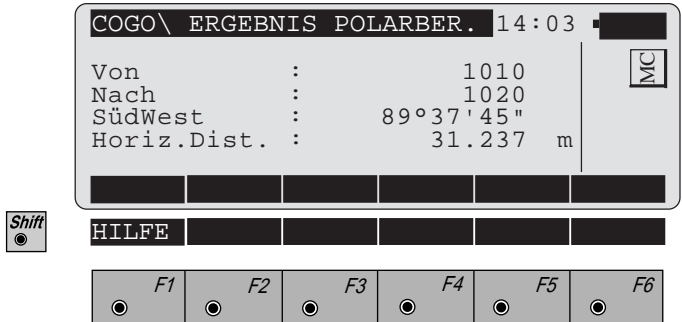 COGO\ ERGEBNIS POLARBER. 14:03
MC
Von : 1010
Nach : 1020
SüdWest : 89°37'45"
Horiz.Dist. : 31.237 m
Shift
HILFE
F1 F2 F3 F4 F5 F6